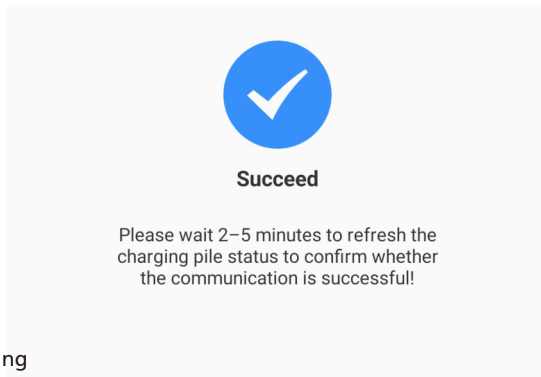 Succeed
Please wait 2–5 minutes to refresh the
charging pile status to confirm whether
the communication is successful!
ng